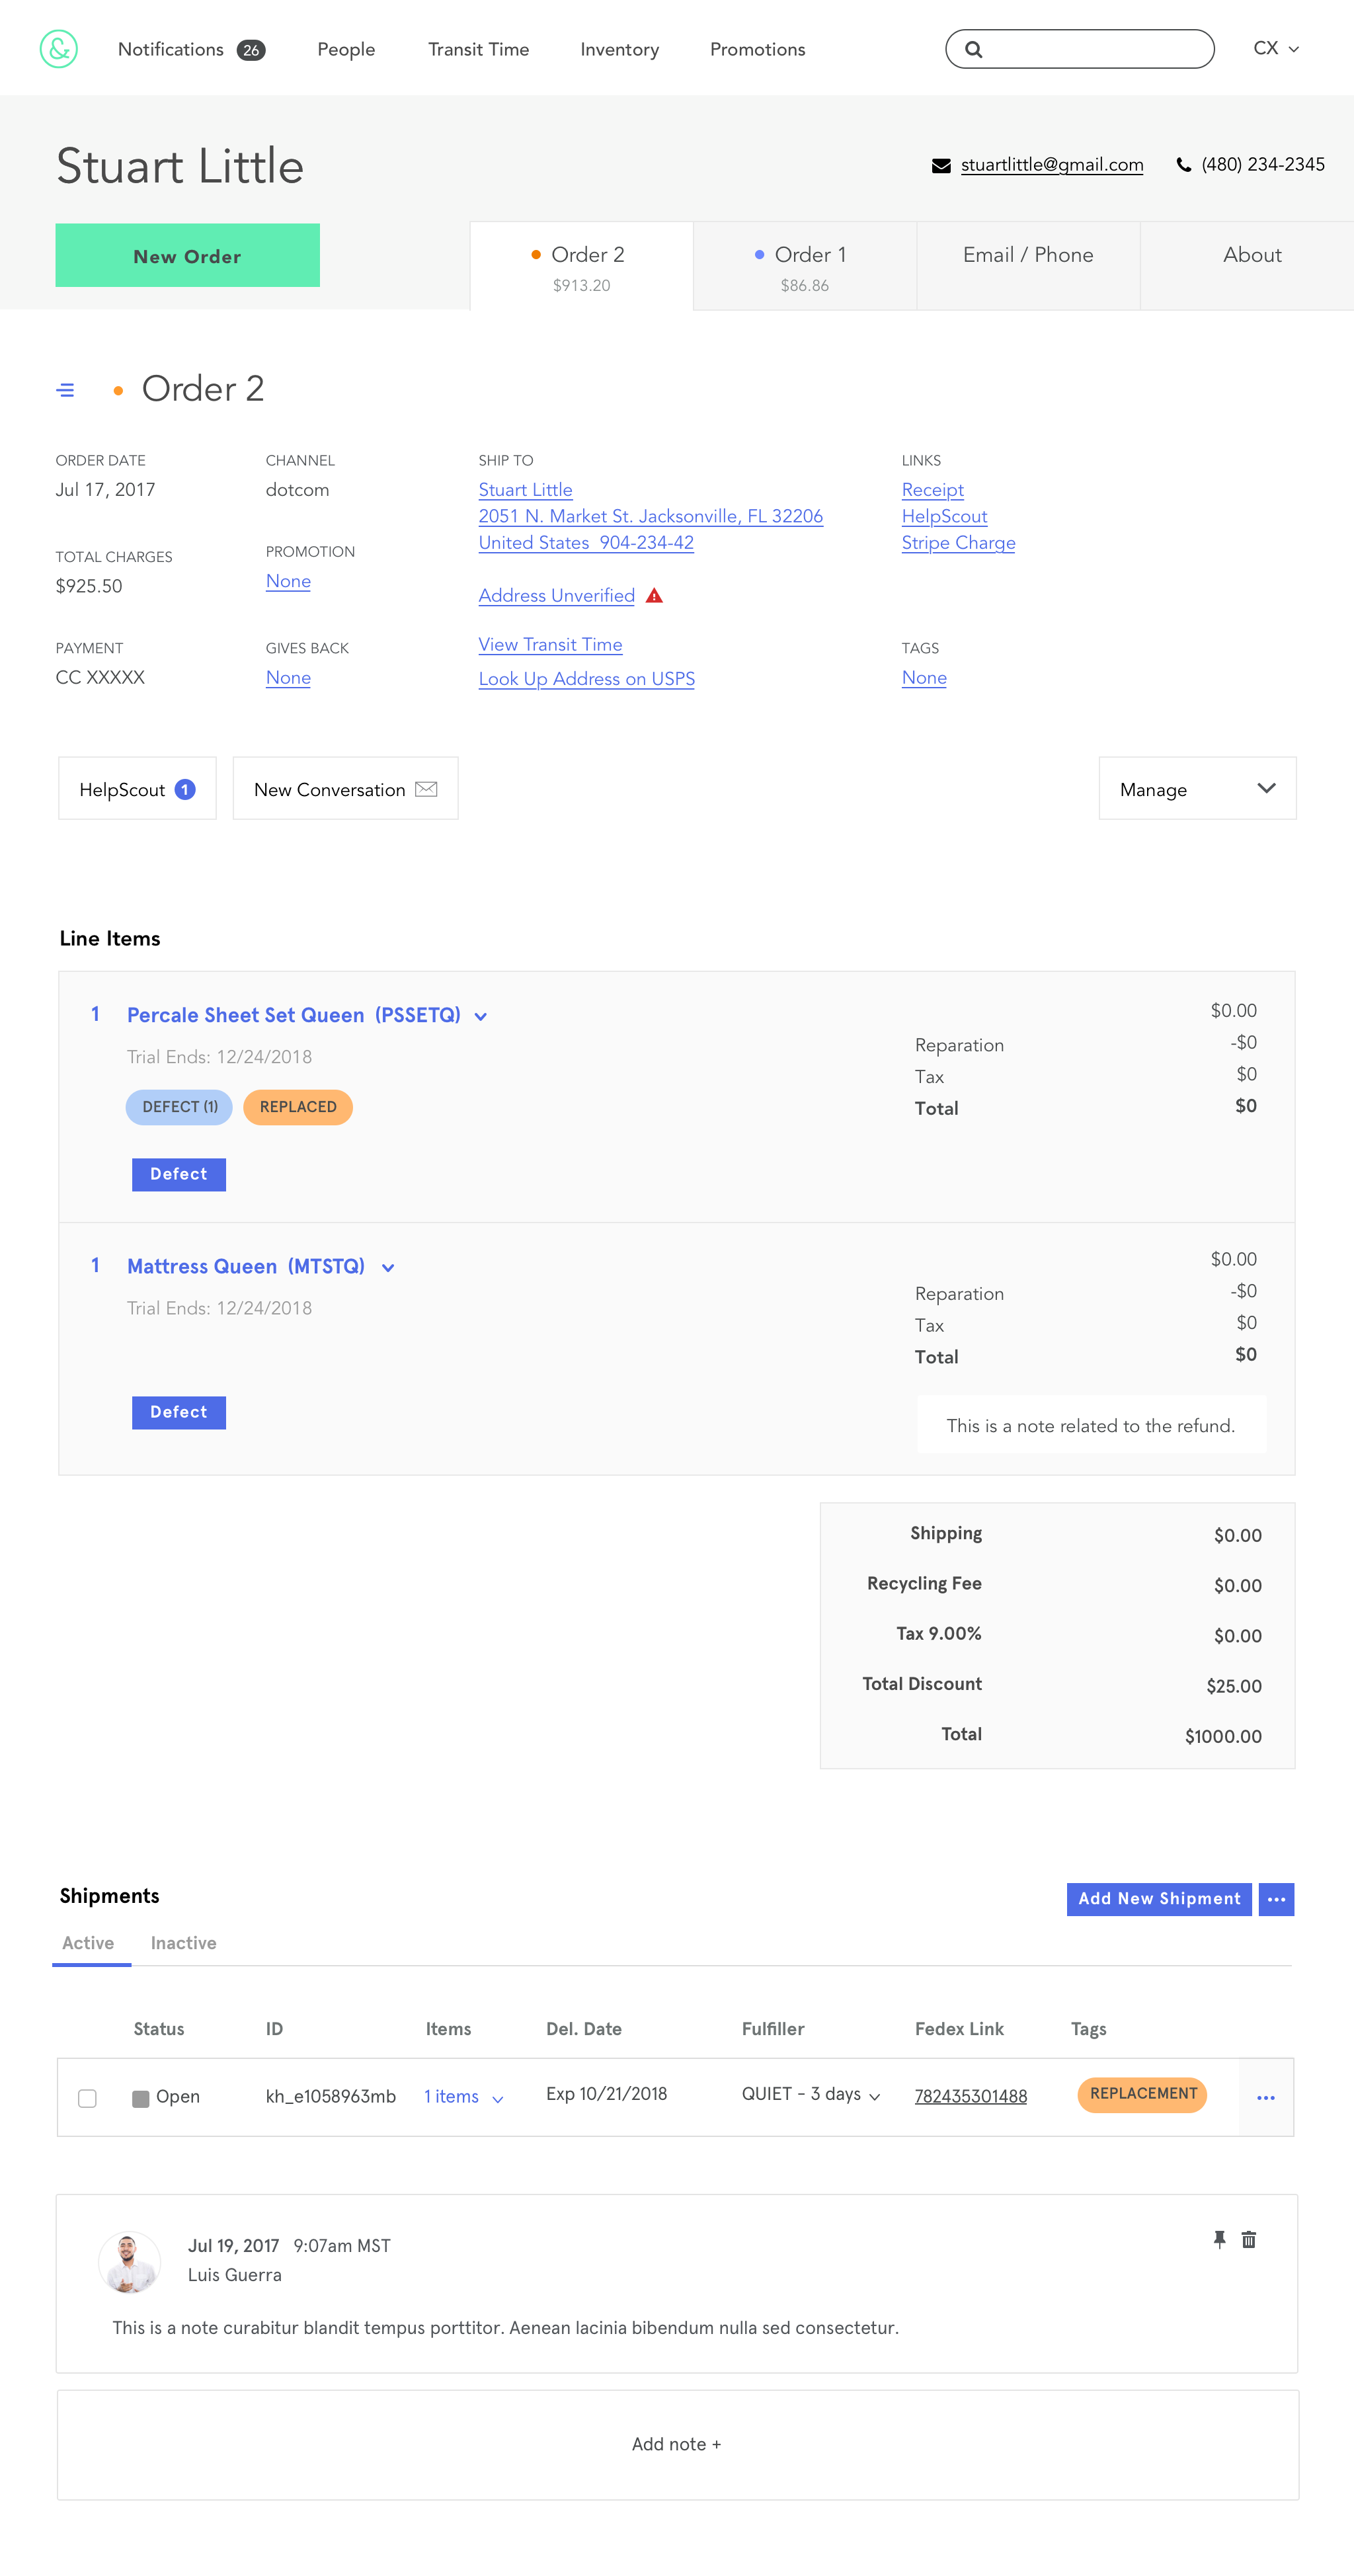 &
Notifications 26 People Transit Time Inventory Promotions CX
Stuart Little
stuartlittle@gmail.com (480) 234-2345
New Order
Order 2
$913.20
Order 1
$86.86
Email / Phone
About
Order 2
ORDER DATE
Jul 17, 2017
TOTAL CHARGES
$925.50
PAYMENT
CC XXXXX
CHANNEL
dotcom
PROMOTION
None
GIVES BACK
None
SHIP TO
Stuart Little
2051 N. Market St. Jacksonville, FL 32206
United States 904-234-42
Address Unverified
View Transit Time
Look Up Address on USPS
LINKS
Receipt
HelpScout
Stripe Charge
TAGS
None
HelpScout 1
New Conversation
Manage
Line Items
1 Percale Sheet Set Queen (PSSETQ)
Trial Ends: 12/24/2018
DEFECT (1) REPLACED
Defect
$0.00
Reparation -$0
Tax $0
Total $0
1 Mattress Queen (MTSTQ)
Trial Ends: 12/24/2018
Defect
$0.00
Reparation -$0
Tax $0
Total $0
This is a note related to the refund.
Shipping $0.00
Recycling Fee $0.00
Tax 9.00% $0.00
Total Discount $25.00
Total $1000.00
Shipments
Add New Shipment
Active Inactive
Status ID Items Del. Date Fulfiller Fedex Link Tags
Open kh_e1058963mb 1 items Exp 10/21/2018 QUIET - 3 days 782435301488 REPLACEMENT
Jul 19, 2017 9:07am MST
Luis Guerra
This is a note curabitur blandit tempus porttitor. Aenean lacinia bibendum nulla sed consectetur.
Add note +